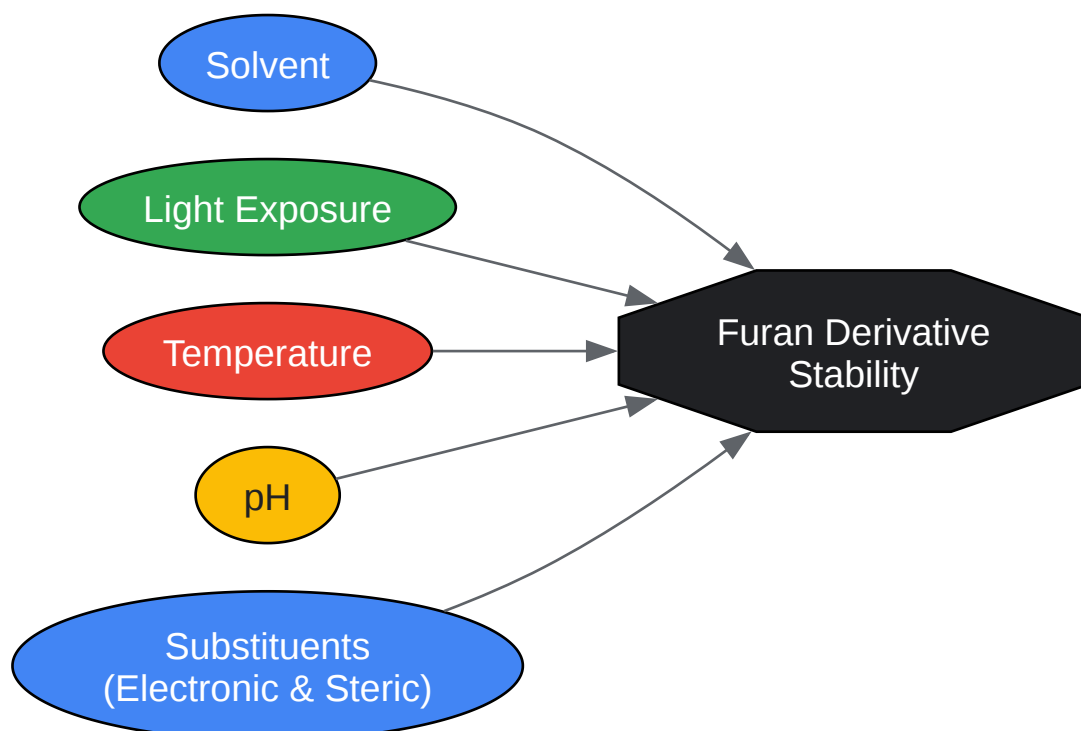 Solvent
Light Exposure
Temperature
pH
Substituents
(Electronic & Steric)
Furan Derivative
Stability